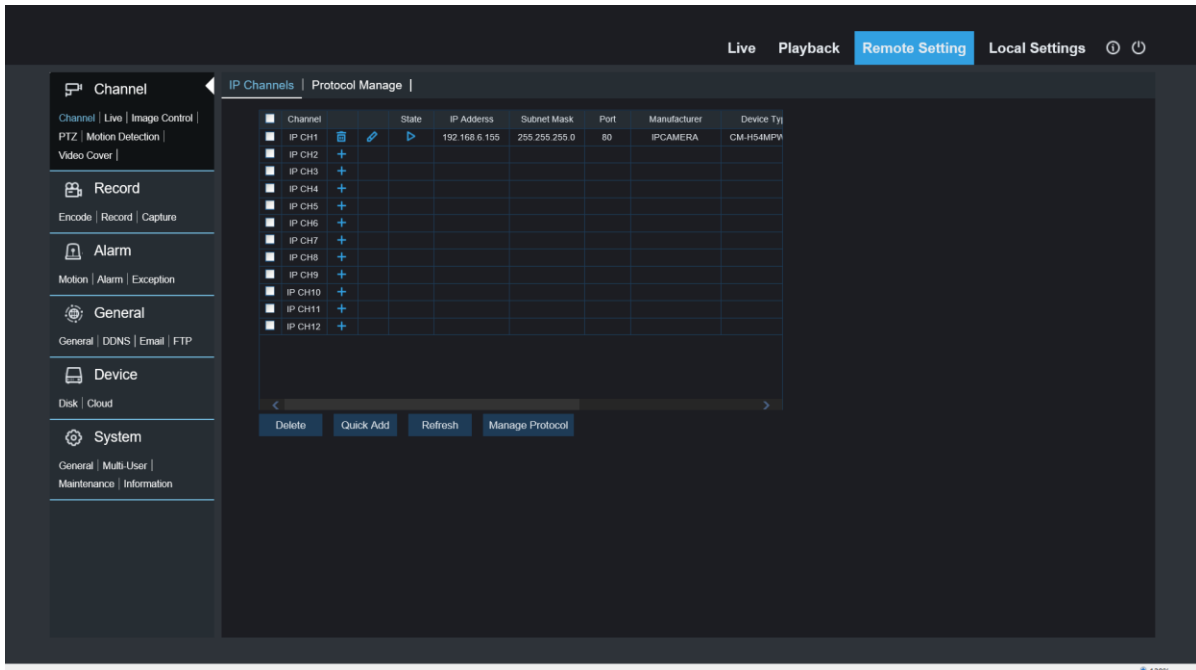 Live Playback Remote Setting Local Settings
Channel
Channel | Live | Image Control |
PTZ | Motion Detection |
Video Cover |
Record
Encode | Record | Capture
Alarm
Motion | Alarm | Exception
General
General | DDNS | Email | FTP
Device
Disk | Cloud
System
General | Multi-User |
Maintenance | Information
IP Channels | Protocol Manage |
Channel State IP Adderss Subnet Mask Port Manufacturer Device Typ
IP CH1 192.168.6.155 255.255.255.0 80 IPCAMERA CM-H54MPW
IP CH2
IP CH3
IP CH4
IP CH5
IP CH6
IP CH7
IP CH8
IP CH9
IP CH10
IP CH11
IP CH12
Delete Quick Add Refresh Manage Protocol